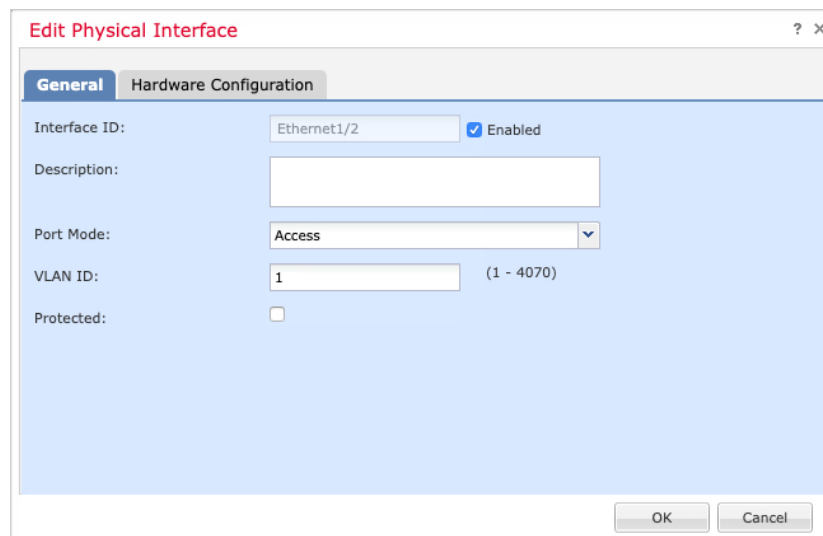 Edit Physical Interface ? ×
General Hardware Configuration
Interface ID: Ethernet1/2 Enabled
Description:
Port Mode: Access
VLAN ID: 1 (1 - 4070)
Protected:
OK Cancel